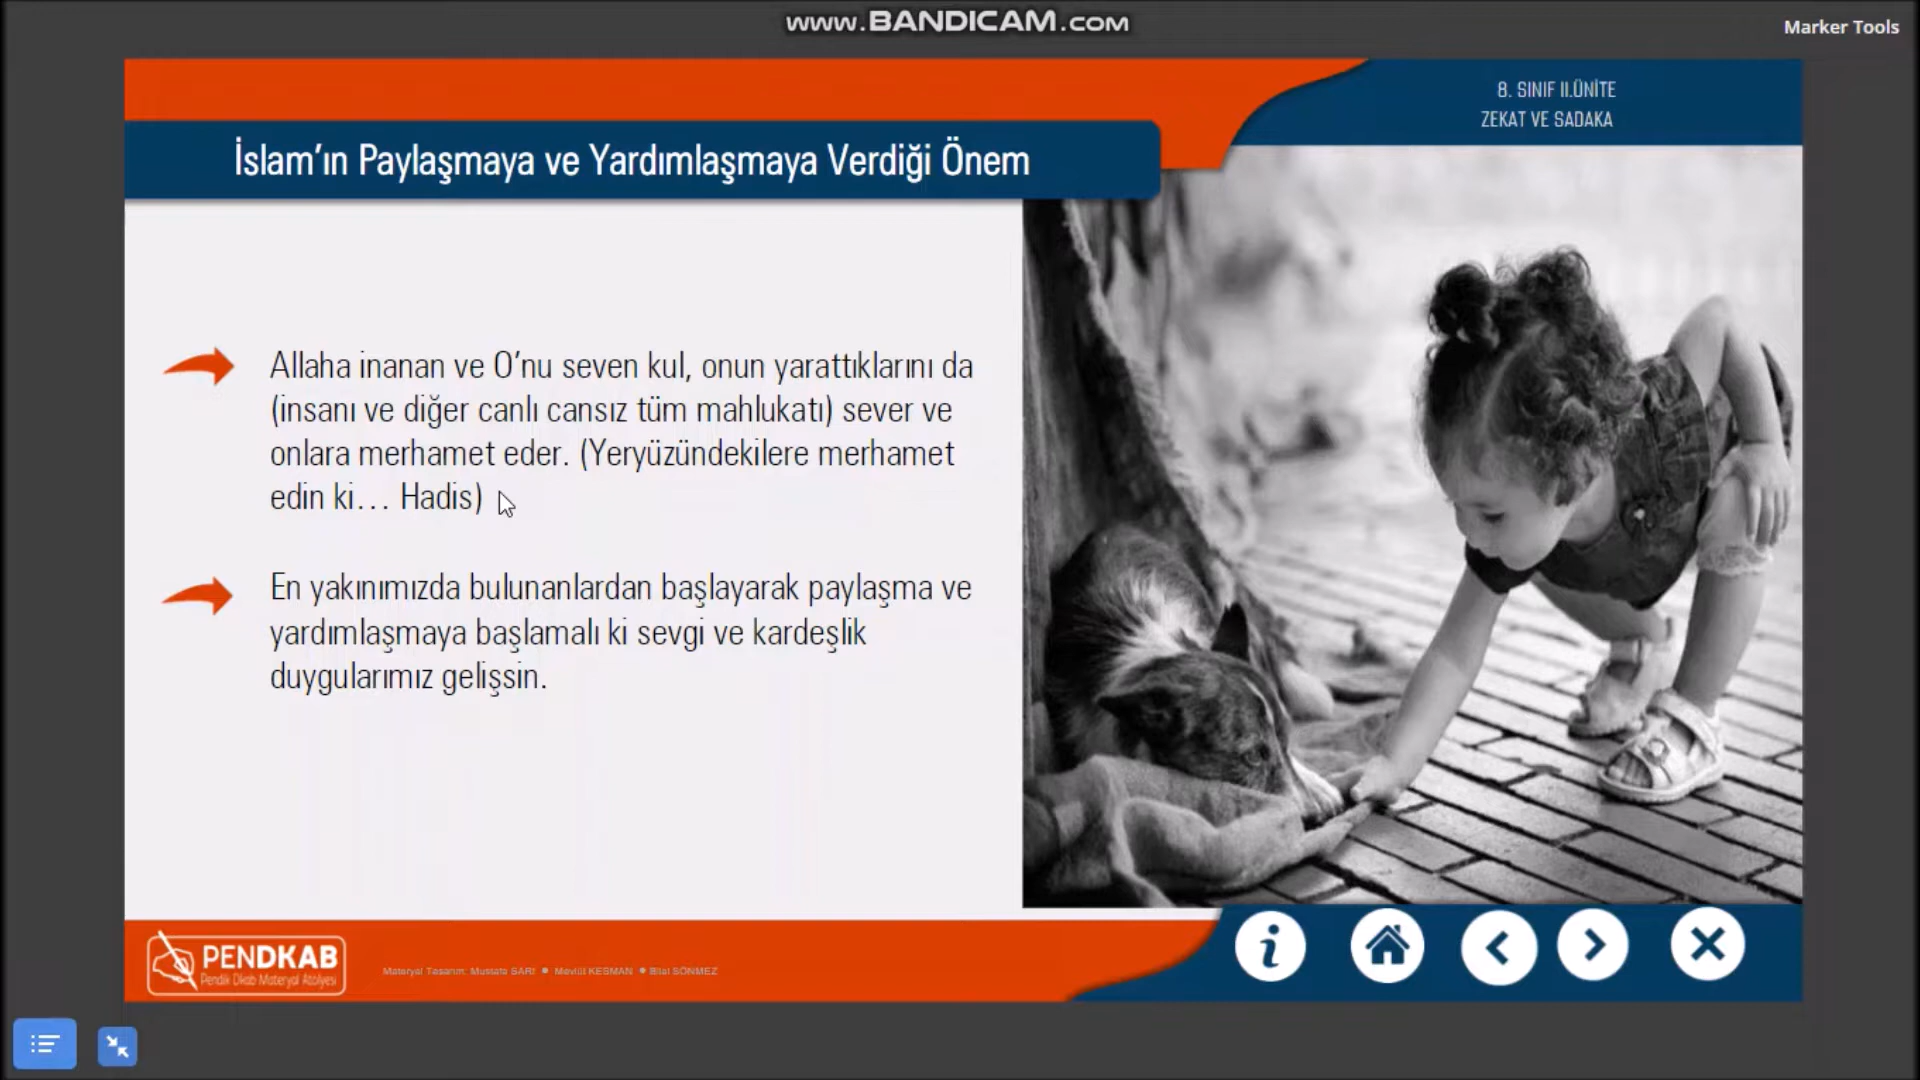 www.BANDICAM.com
Marker Tools
8. SINIF II.ÜNİTE
ZEKAT VE SADAKA
İslam’ın Paylaşmaya ve Yardımlaşmaya Verdiği Önem
Allaha inanan ve O’nu seven kul, onun yarattıklarını da
(insanı ve diğer canlı cansız tüm mahlukatı) sever ve
onlara merhamet eder. (Yeryüzündekilere merhamet
edin ki... Hadis)
En yakınımızda bulunanlardan başlayarak paylaşma ve
yardımlaşmaya başlamalı ki sevgi ve kardeşlik
duygularımız gelişsin.
PENDKAB
Pendik Dkab Materyal Atölyesi
Materyal Tasarım: Mustafa SARI • Mevlüt KESMAN • Bilal SÖNMEZ